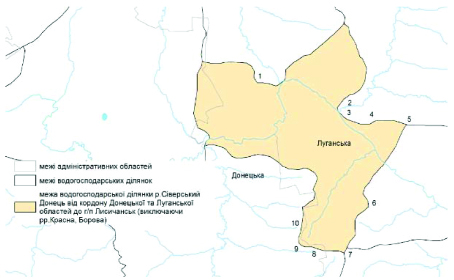 1
2
3
4
5
Луганська
Донецька
6
10
9
8
7
межі адміністративних областей
межі водогосподарських ділянок
межа водогосподарської ділянки р Сіверський
Донець від кордону Донецької та Луганської
областей до г/п Лисичанськ (виключаючи
рр.Красна, Борова)